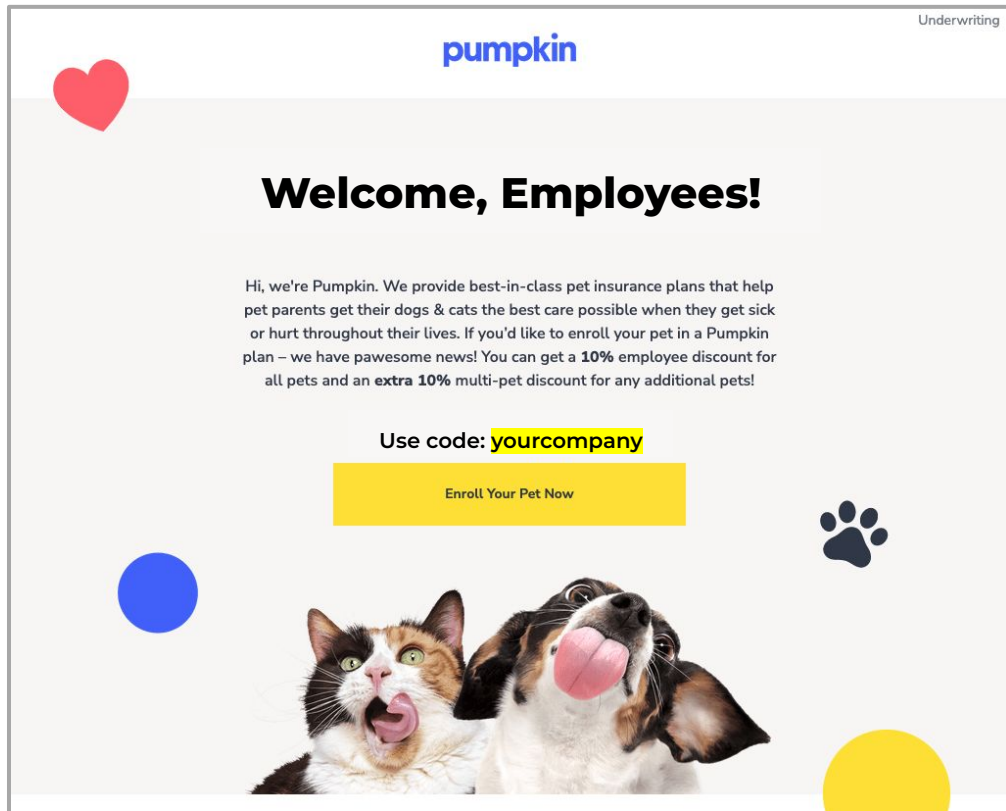 Underwriting
pumpkin
Welcome, Employees!
Hi, we're Pumpkin. We provide best-in-class pet insurance plans that help
pet parents get their dogs & cats the best care possible when they get sick
or hurt throughout their lives. If you’d like to enroll your pet in a Pumpkin
plan – we have pawesome news! You can get a 10% employee discount for
all pets and an extra 10% multi-pet discount for any additional pets!
Use code: yourcompany
Enroll Your Pet Now